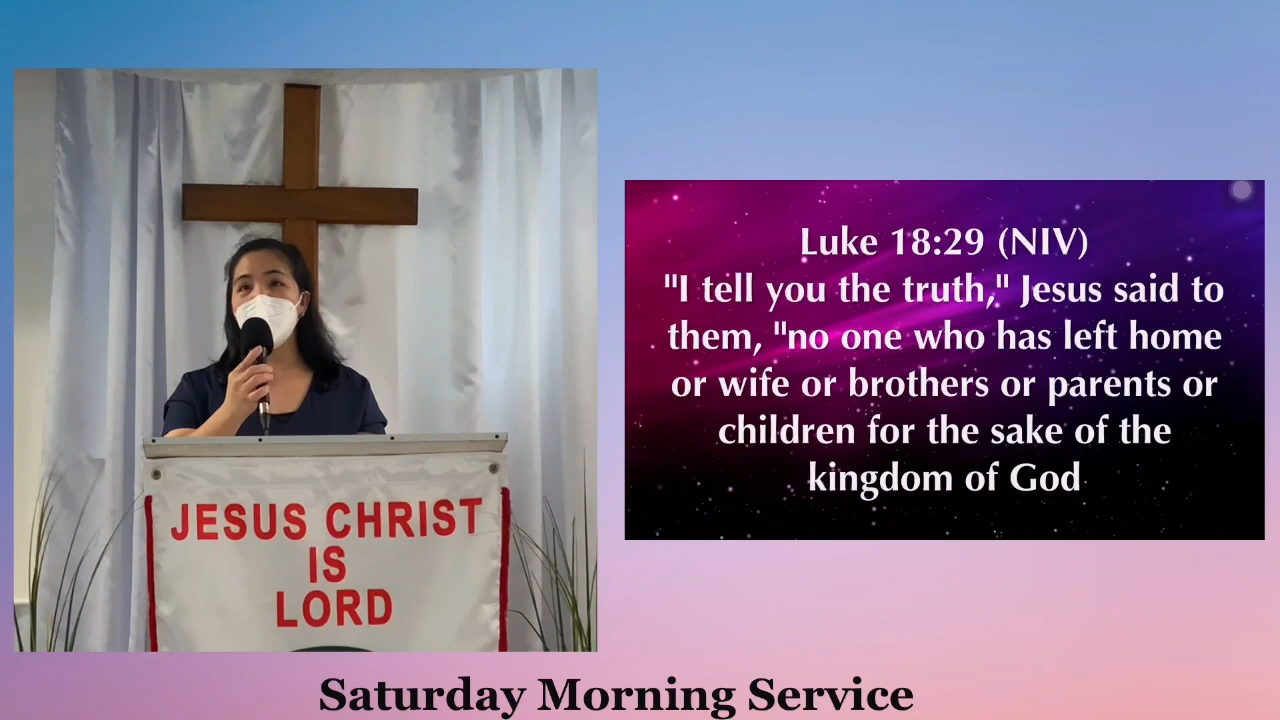 JESUS CHRIST
IS
LORD
Luke 18:29 (NIV)
"I tell you the truth," Jesus said to
them, "no one who has left home
or wife or brothers or parents or
children for the sake of the
kingdom of God
Saturday Morning Service